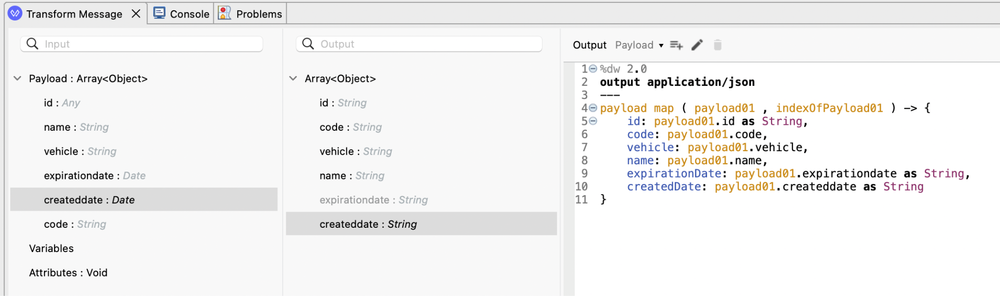 Transform Message
Console
Problems
Input
Payload : Array<Object>
id : Any
name : String
vehicle : String
expirationdate : Date
createddate : Date
code : String
Variables
Attributes : Void
Output
Array<Object>
id : String
code : String
vehicle : String
name : String
expirationdate : String
createddate : String
Output Payload
1 %dw 2.0
2 output application/json
3 ---
4 payload map ( payload01 , indexOfPayload01 ) -> {
5 id: payload01.id as String,
6 code: payload01.code,
7 vehicle: payload01.vehicle,
8 name: payload01.name,
9 expirationDate: payload01.expirationdate as String,
10 createdDate: payload01.createddate as String
11 }